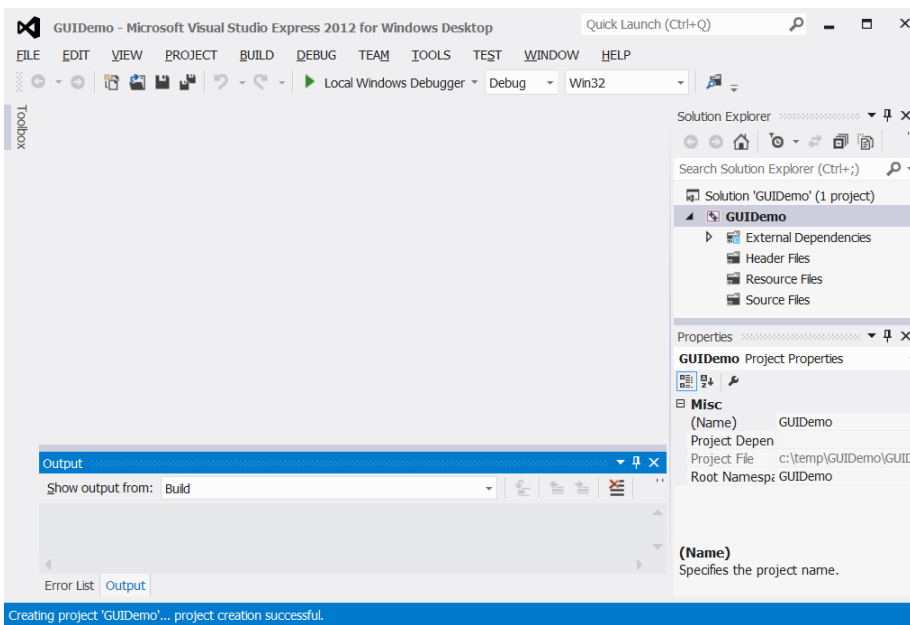 GUIDemo - Microsoft Visual Studio Express 2012 for Windows Desktop
Quick Launch (Ctrl+Q)
FILE EDIT VIEW PROJECT BUILD DEBUG TEAM TOOLS TEST WINDOW HELP
Local Windows Debugger Debug Win32
Toolbox
Solution Explorer
Search Solution Explorer (Ctrl+;)
Solution 'GUIDemo' (1 project)
GUIDemo
External Dependencies
Header Files
Resource Files
Source Files
Properties
GUIDemo Project Properties
Misc
(Name) GUIDemo
Project Depen
Project File c:\temp\GUIDemo\GUID
Root Namespa GUIDemo
(Name)
Specifies the project name.
Output
Show output from: Build
Error List Output
Creating project 'GUIDemo'... project creation successful.